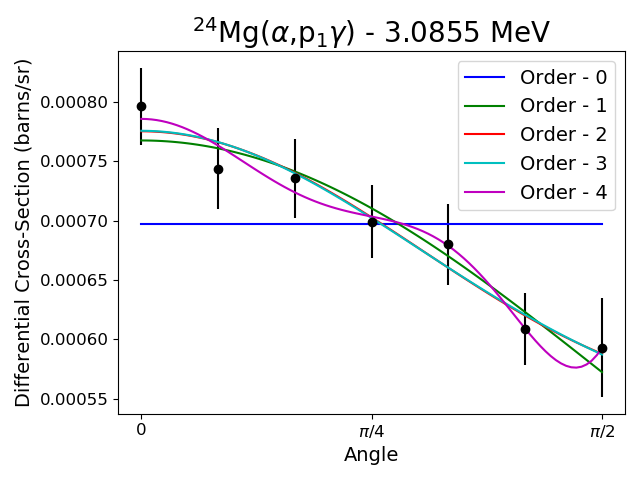 ²⁴Mg(α,p₁γ) - 3.0855 MeV
Differential Cross-Section (barns/sr)
0.00080
0.00075
0.00070
0.00065
0.00060
0.00055
Order - 0
Order - 1
Order - 2
Order - 3
Order - 4
0 π/4 π/2
Angle